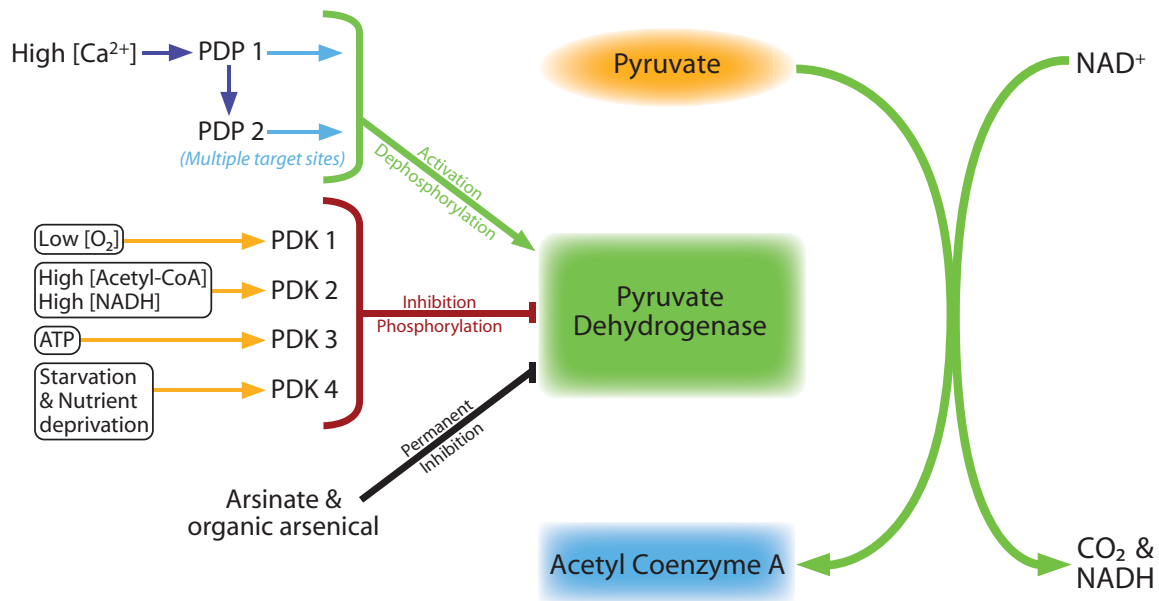 High [Ca²⁺]
PDP 1
PDP 2
(Multiple target sites)
Activation
Dephosphorylation
Low [O₂]
PDK 1
High [Acetyl-CoA]
High [NADH]
PDK 2
ATP
PDK 3
Starvation
& Nutrient
deprivation
PDK 4
Inhibition
Phosphorylation
Permanent
Inhibition
Arsinate &
organic arsenical
Pyruvate
NAD⁺
Pyruvate
Dehydrogenase
Acetyl Coenzyme A
CO₂ &
NADH